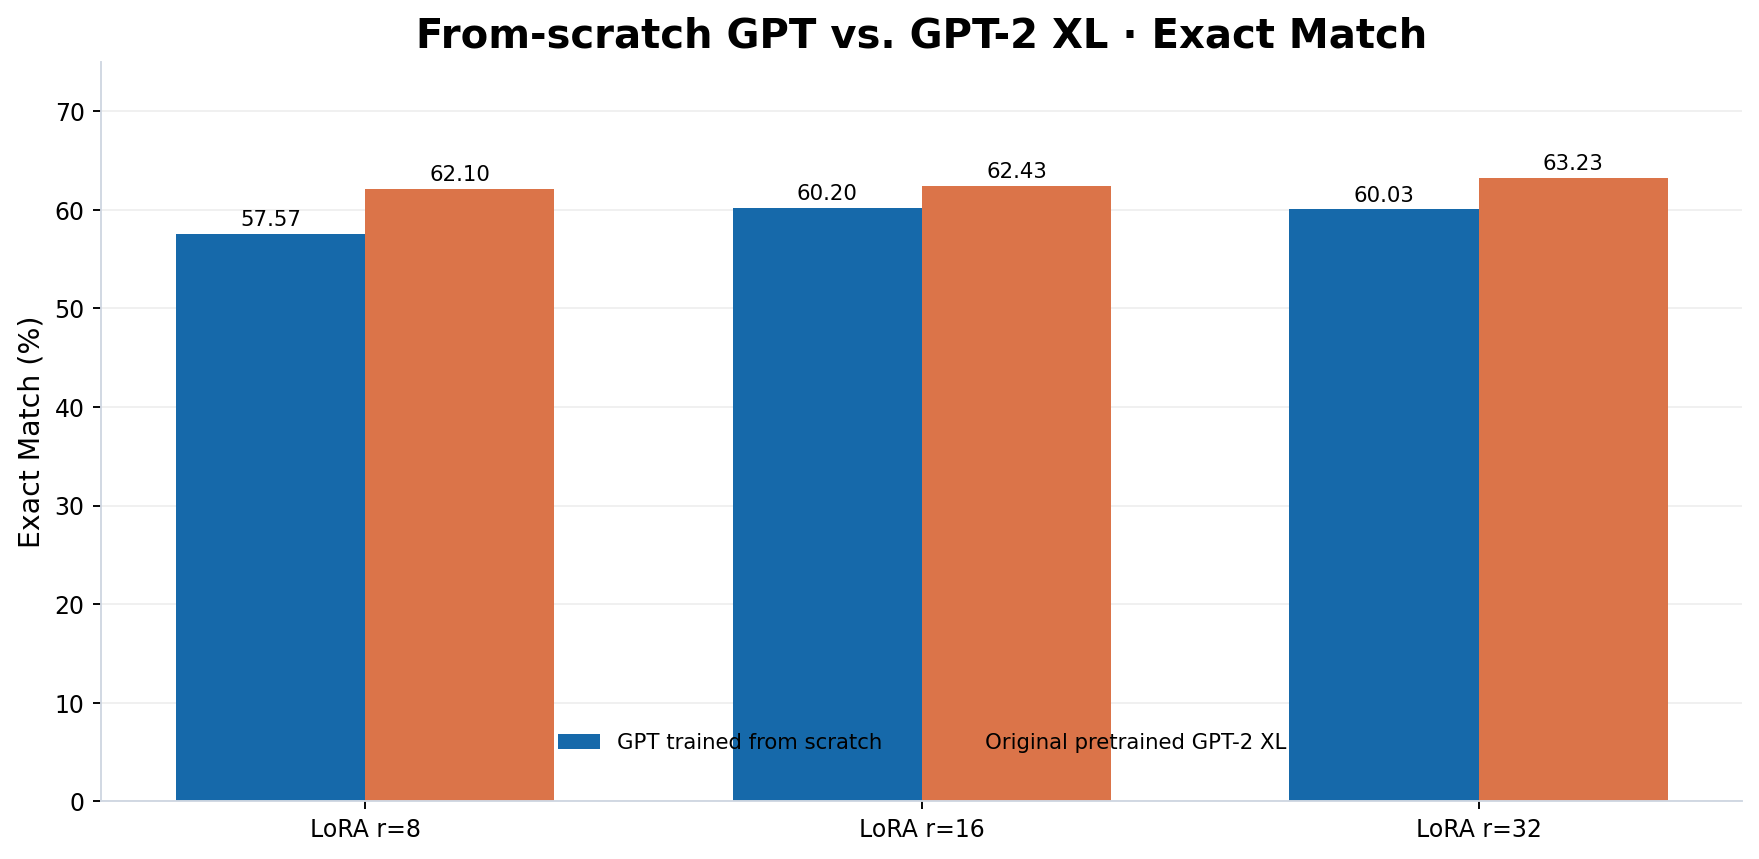 From-scratch GPT vs. GPT-2 XL · Exact Match
Exact Match (%)
70
60
50
40
30
20
10
0
57.57
62.10
60.20
62.43
60.03
63.23
GPT trained from scratch
Original pretrained GPT-2 XL
LoRA r=8
LoRA r=16
LoRA r=32